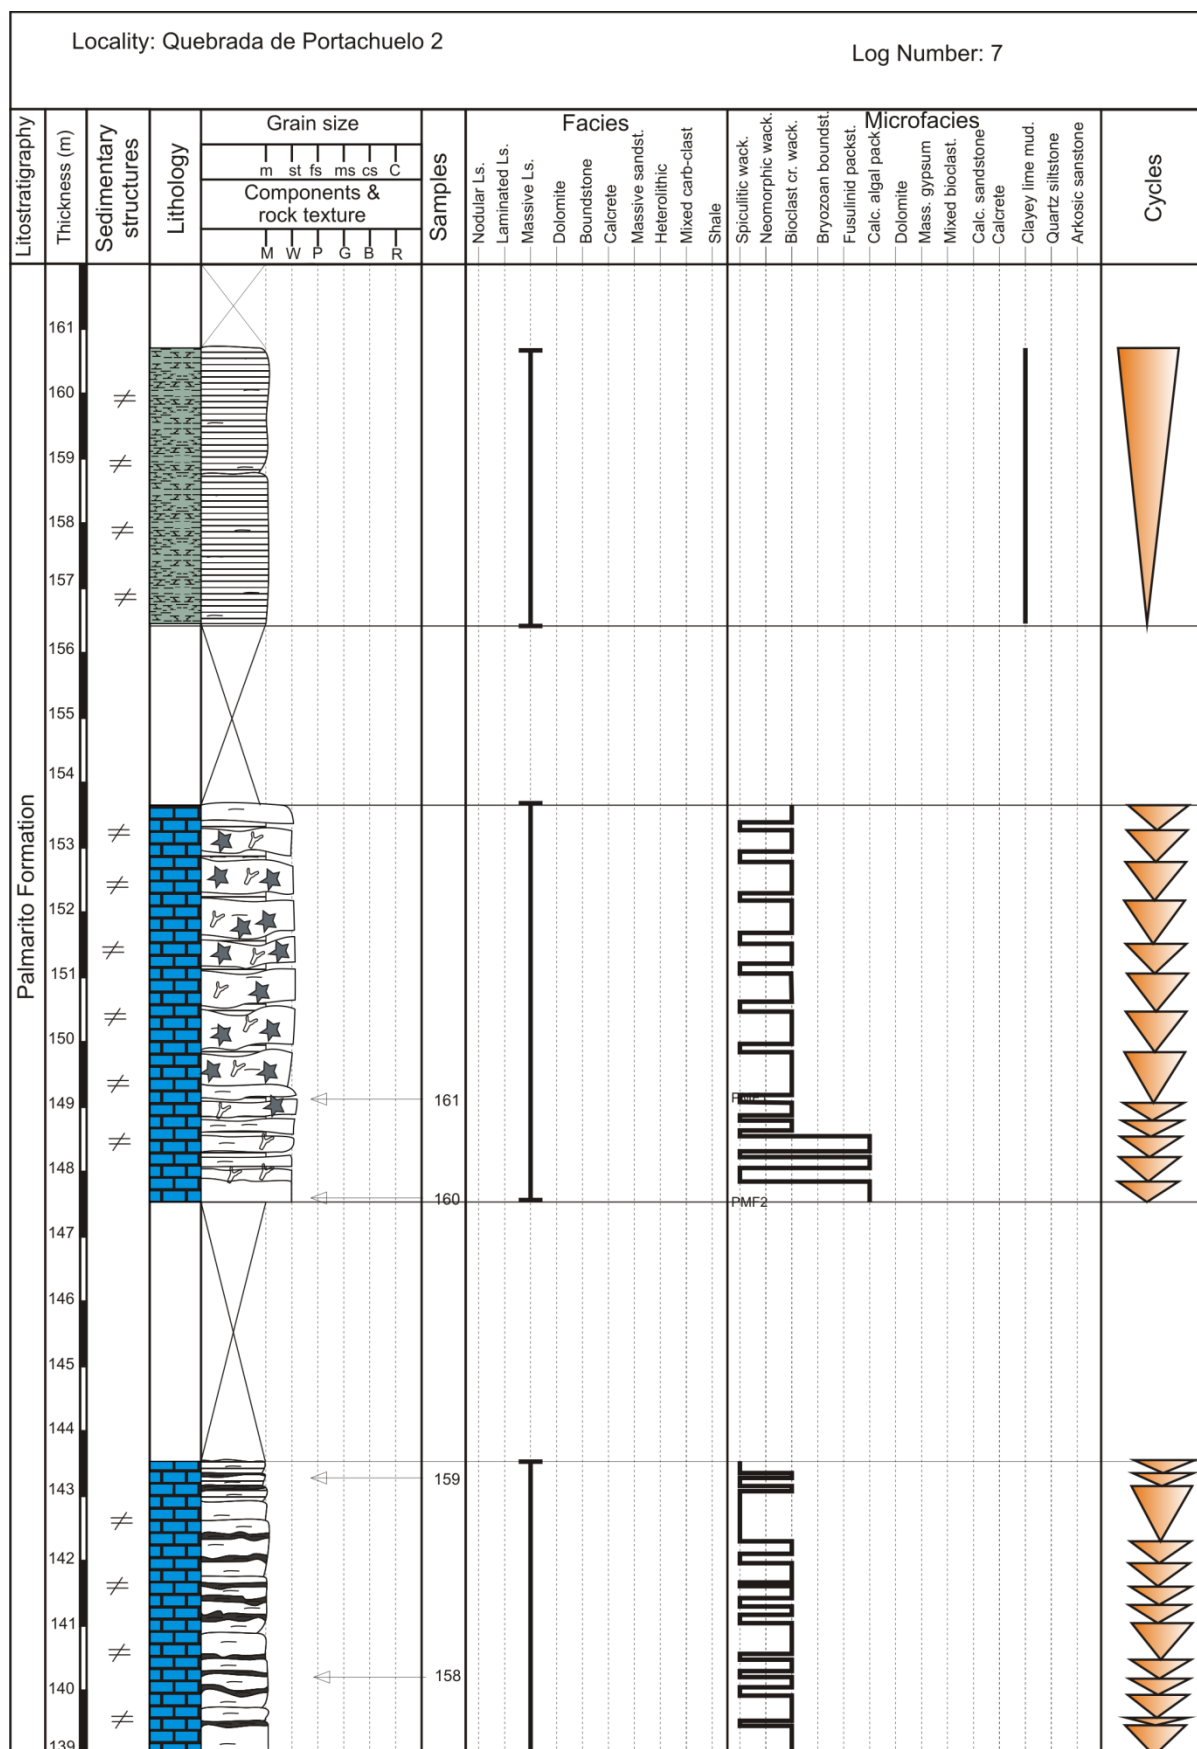 Locality: Quebrada de Portachuelo 2
Log Number: 7
Litostratigraphy
Thickness (m)
Sedimentary
structures
Lithology
Grain size
m st fs ms cs C
Components &
rock texture
M W P G B R
Samples
Facies
Nodular Ls.
Laminated Ls.
Massive Ls.
Dolomite
Boundstone
Calcrete
Massive sandst.
Heterolithic
Mixed carb-clast
Shale
Microfacies
Spiculitic wack.
Neomorphic wack.
Bioclast cr. wack.
Bryozoan boundst.
Fusulinid packst.
Calc. algal pack.
Dolomite
Mass. gypsum
Mixed bioclast.
Calc. sandstone
Calcrete
Clayey lime mud.
Quartz siltstone
Arkosic sanstone
Cycles
Palmarito Formation
161
160
159
158
157
156
155
154
153
152
151
150
149
161
PMF1
148
160
PMF2
147
146
145
144
159
143
142
141
158
140
139